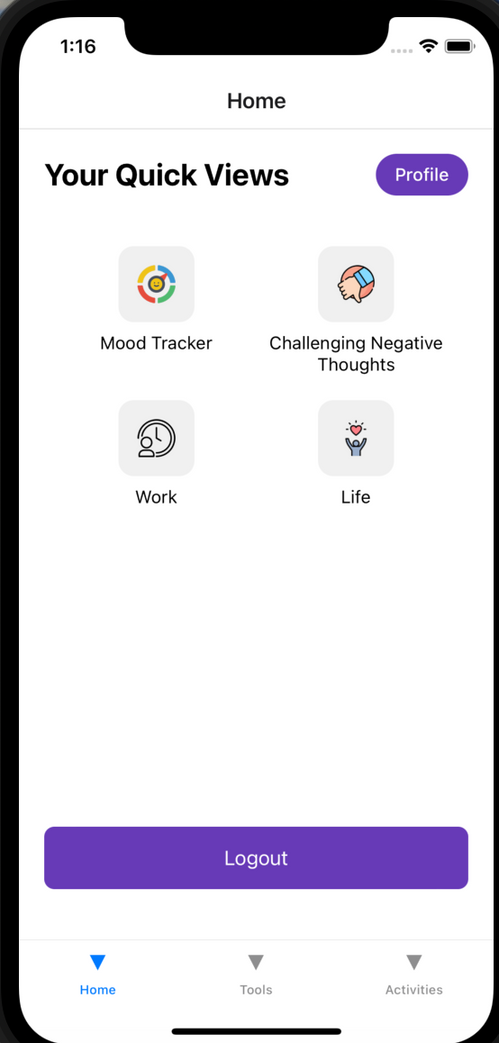 1:16
Home
Your Quick Views
Profile
Mood Tracker
Challenging Negative
Thoughts
Work
Life
Logout
Home
Tools
Activities